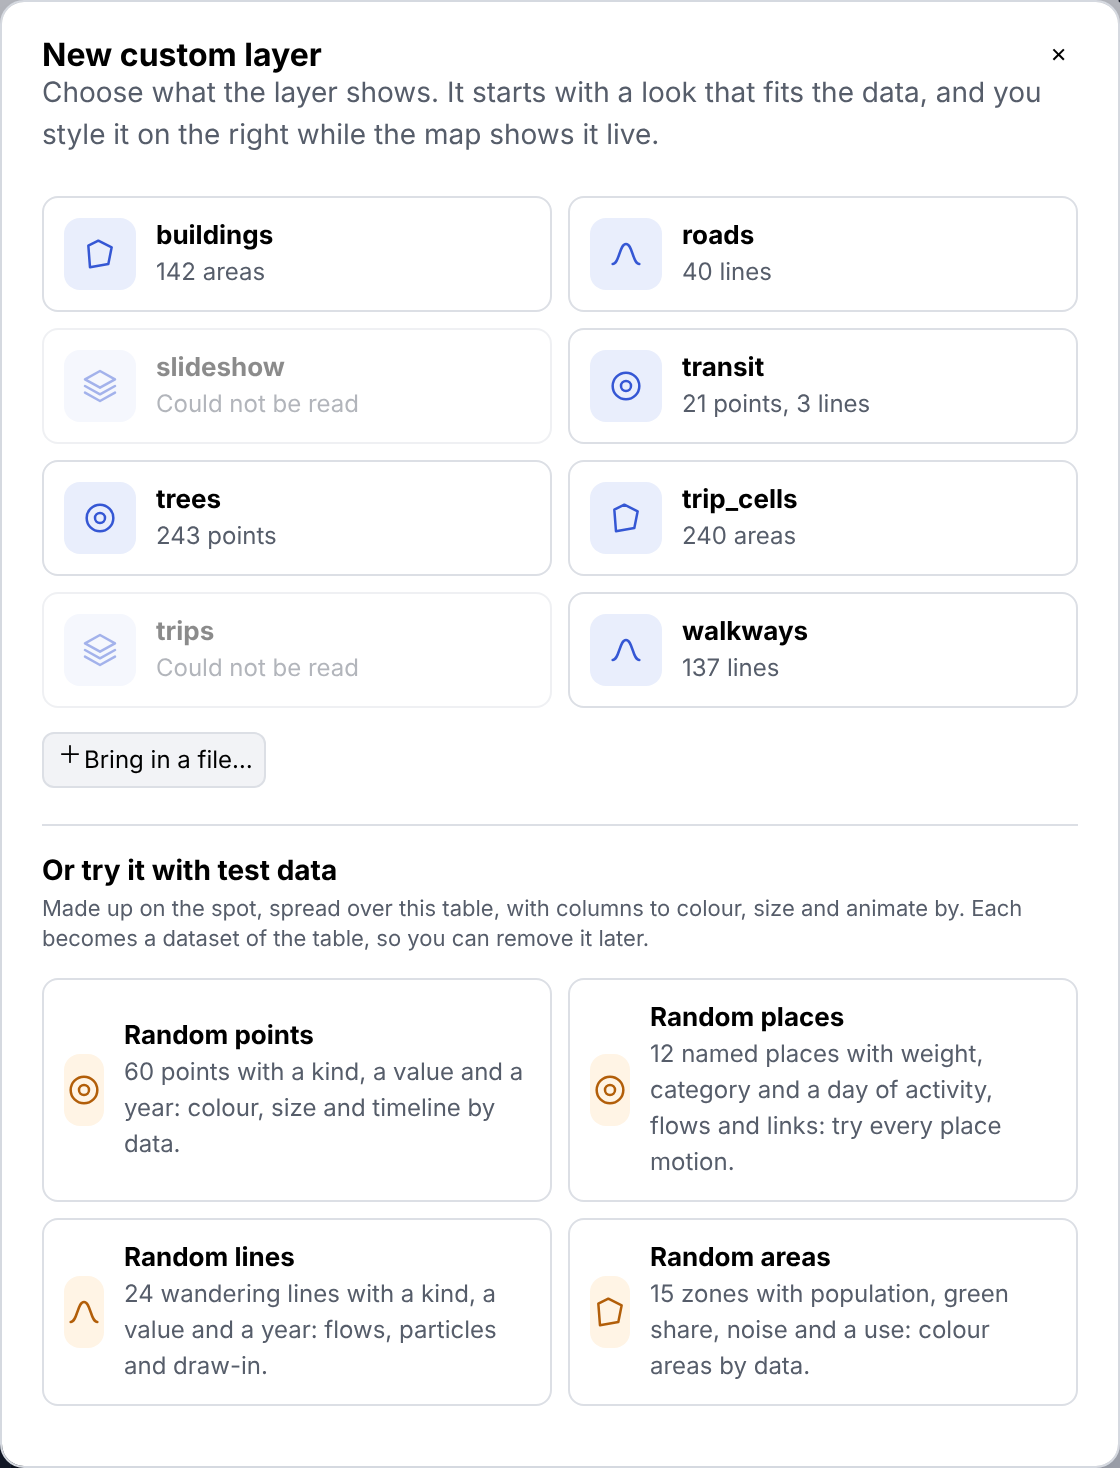 New custom layer
×
Choose what the layer shows. It starts with a look that fits the data, and you
style it on the right while the map shows it live.
buildings
142 areas
roads
40 lines
slideshow
Could not be read
transit
21 points, 3 lines
trees
243 points
trip_cells
240 areas
trips
Could not be read
walkways
137 lines
+ Bring in a file...
Or try it with test data
Made up on the spot, spread over this table, with columns to colour, size and animate by. Each
becomes a dataset of the table, so you can remove it later.
Random points
60 points with a kind, a value and a
year: colour, size and timeline by
data.
Random places
12 named places with weight,
category and a day of activity,
flows and links: try every place
motion.
Random lines
24 wandering lines with a kind, a
value and a year: flows, particles
and draw-in.
Random areas
15 zones with population, green
share, noise and a use: colour
areas by data.